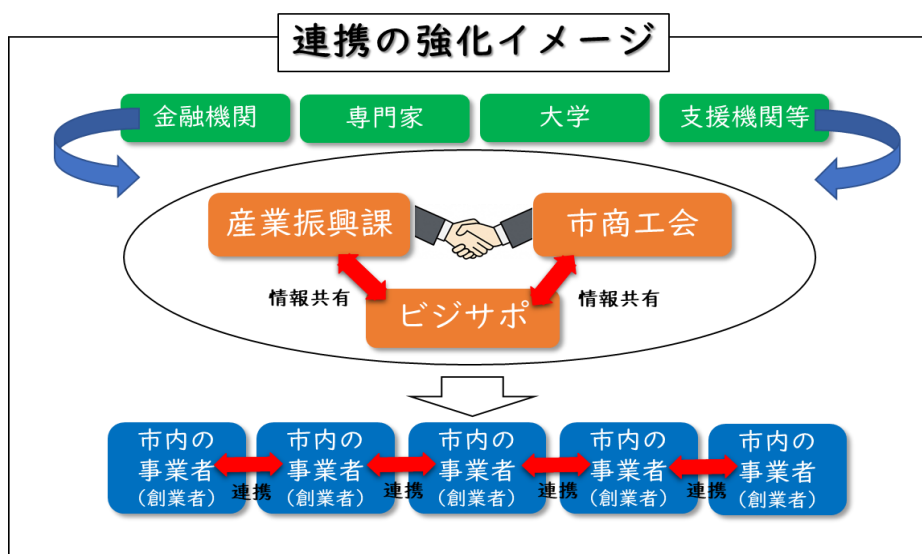 連携の強化イメージ
金融機関
専門家
大学
支援機関等
産業振興課
市商工会
情報共有
情報共有
ビジサポ
市内の
事業者
(創業者)
連携
市内の
事業者
(創業者)
連携
市内の
事業者
(創業者)
連携
市内の
事業者
(創業者)
連携
市内の
事業者
(創業者)